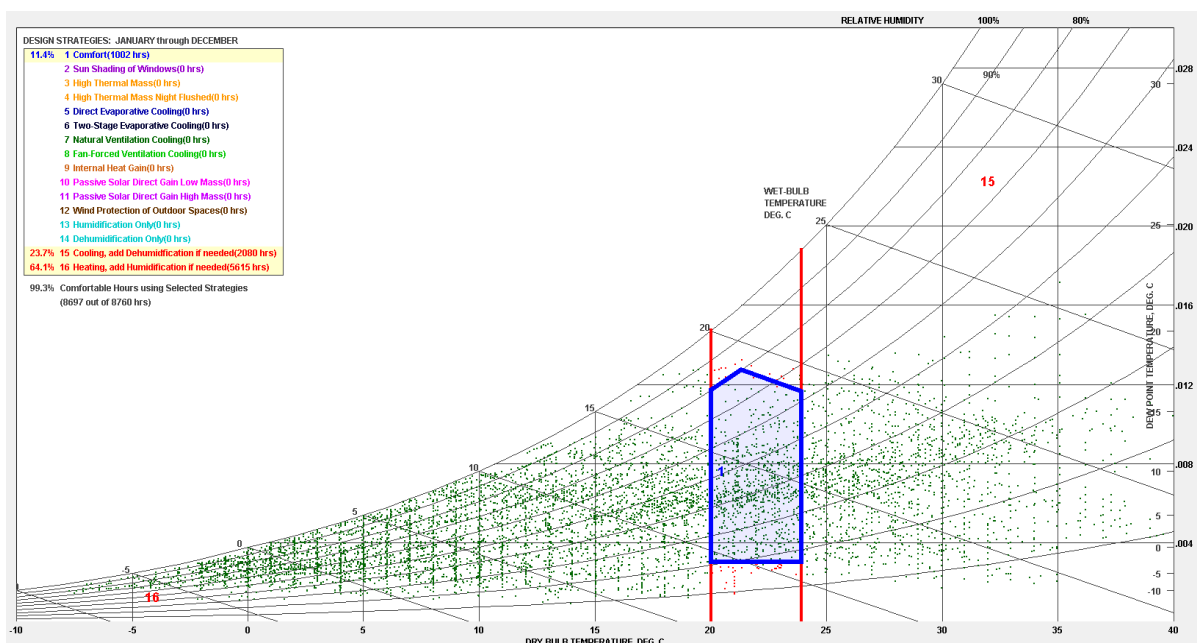 RELATIVE HUMIDITY 100% 80%
DESIGN STRATEGIES: JANUARY through DECEMBER
11.4% 1 Comfort(1002 hrs)
2 Sun Shading of Windows(0 hrs)
3 High Thermal Mass(0 hrs)
4 High Thermal Mass Night Flushed(0 hrs)
5 Direct Evaporative Cooling(0 hrs)
6 Two-Stage Evaporative Cooling(0 hrs)
7 Natural Ventilation Cooling(0 hrs)
8 Fan-Forced Ventilation Cooling(0 hrs)
9 Internal Heat Gain(0 hrs)
10 Passive Solar Direct Gain Low Mass(0 hrs)
11 Passive Solar Direct Gain High Mass(0 hrs)
12 Wind Protection of Outdoor Spaces(0 hrs)
13 Humidification Only(0 hrs)
14 Dehumidification Only(0 hrs)
23.7% 15 Cooling, add Dehumidfication if needed(2080 hrs)
64.1% 16 Heating, add Humidification if needed(5615 hrs)
99.3% Comfortable Hours using Selected Strategies
(8697 out of 8760 hrs)
90%
WET-BULB
TEMPERATURE
DEG. C
-5
0
5
10
15
20
25
30
1
15
16
.028
.024
.020
.016
.012
.008
.004
DEW POINT TEMPERATURE, DEG. C
30
25
20
15
10
5
0
-5
-10
-10 -5 0 5 10 15 20 25 30 35 40
DRY BULB TEMPERATURE, DEG. C